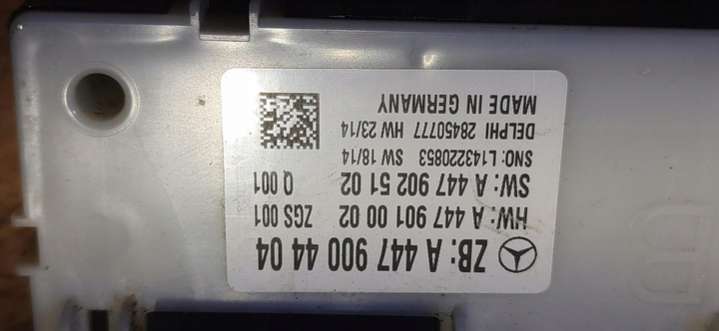 ZB: A 447 900 44 04
HW: A 447 901 00 02 ZGS 001
SW: A 447 902 51 02 Q 001
SNO: L143220853 SW 18/14
DELPHI 28450777 HW 23/14
MADE IN GERMANY